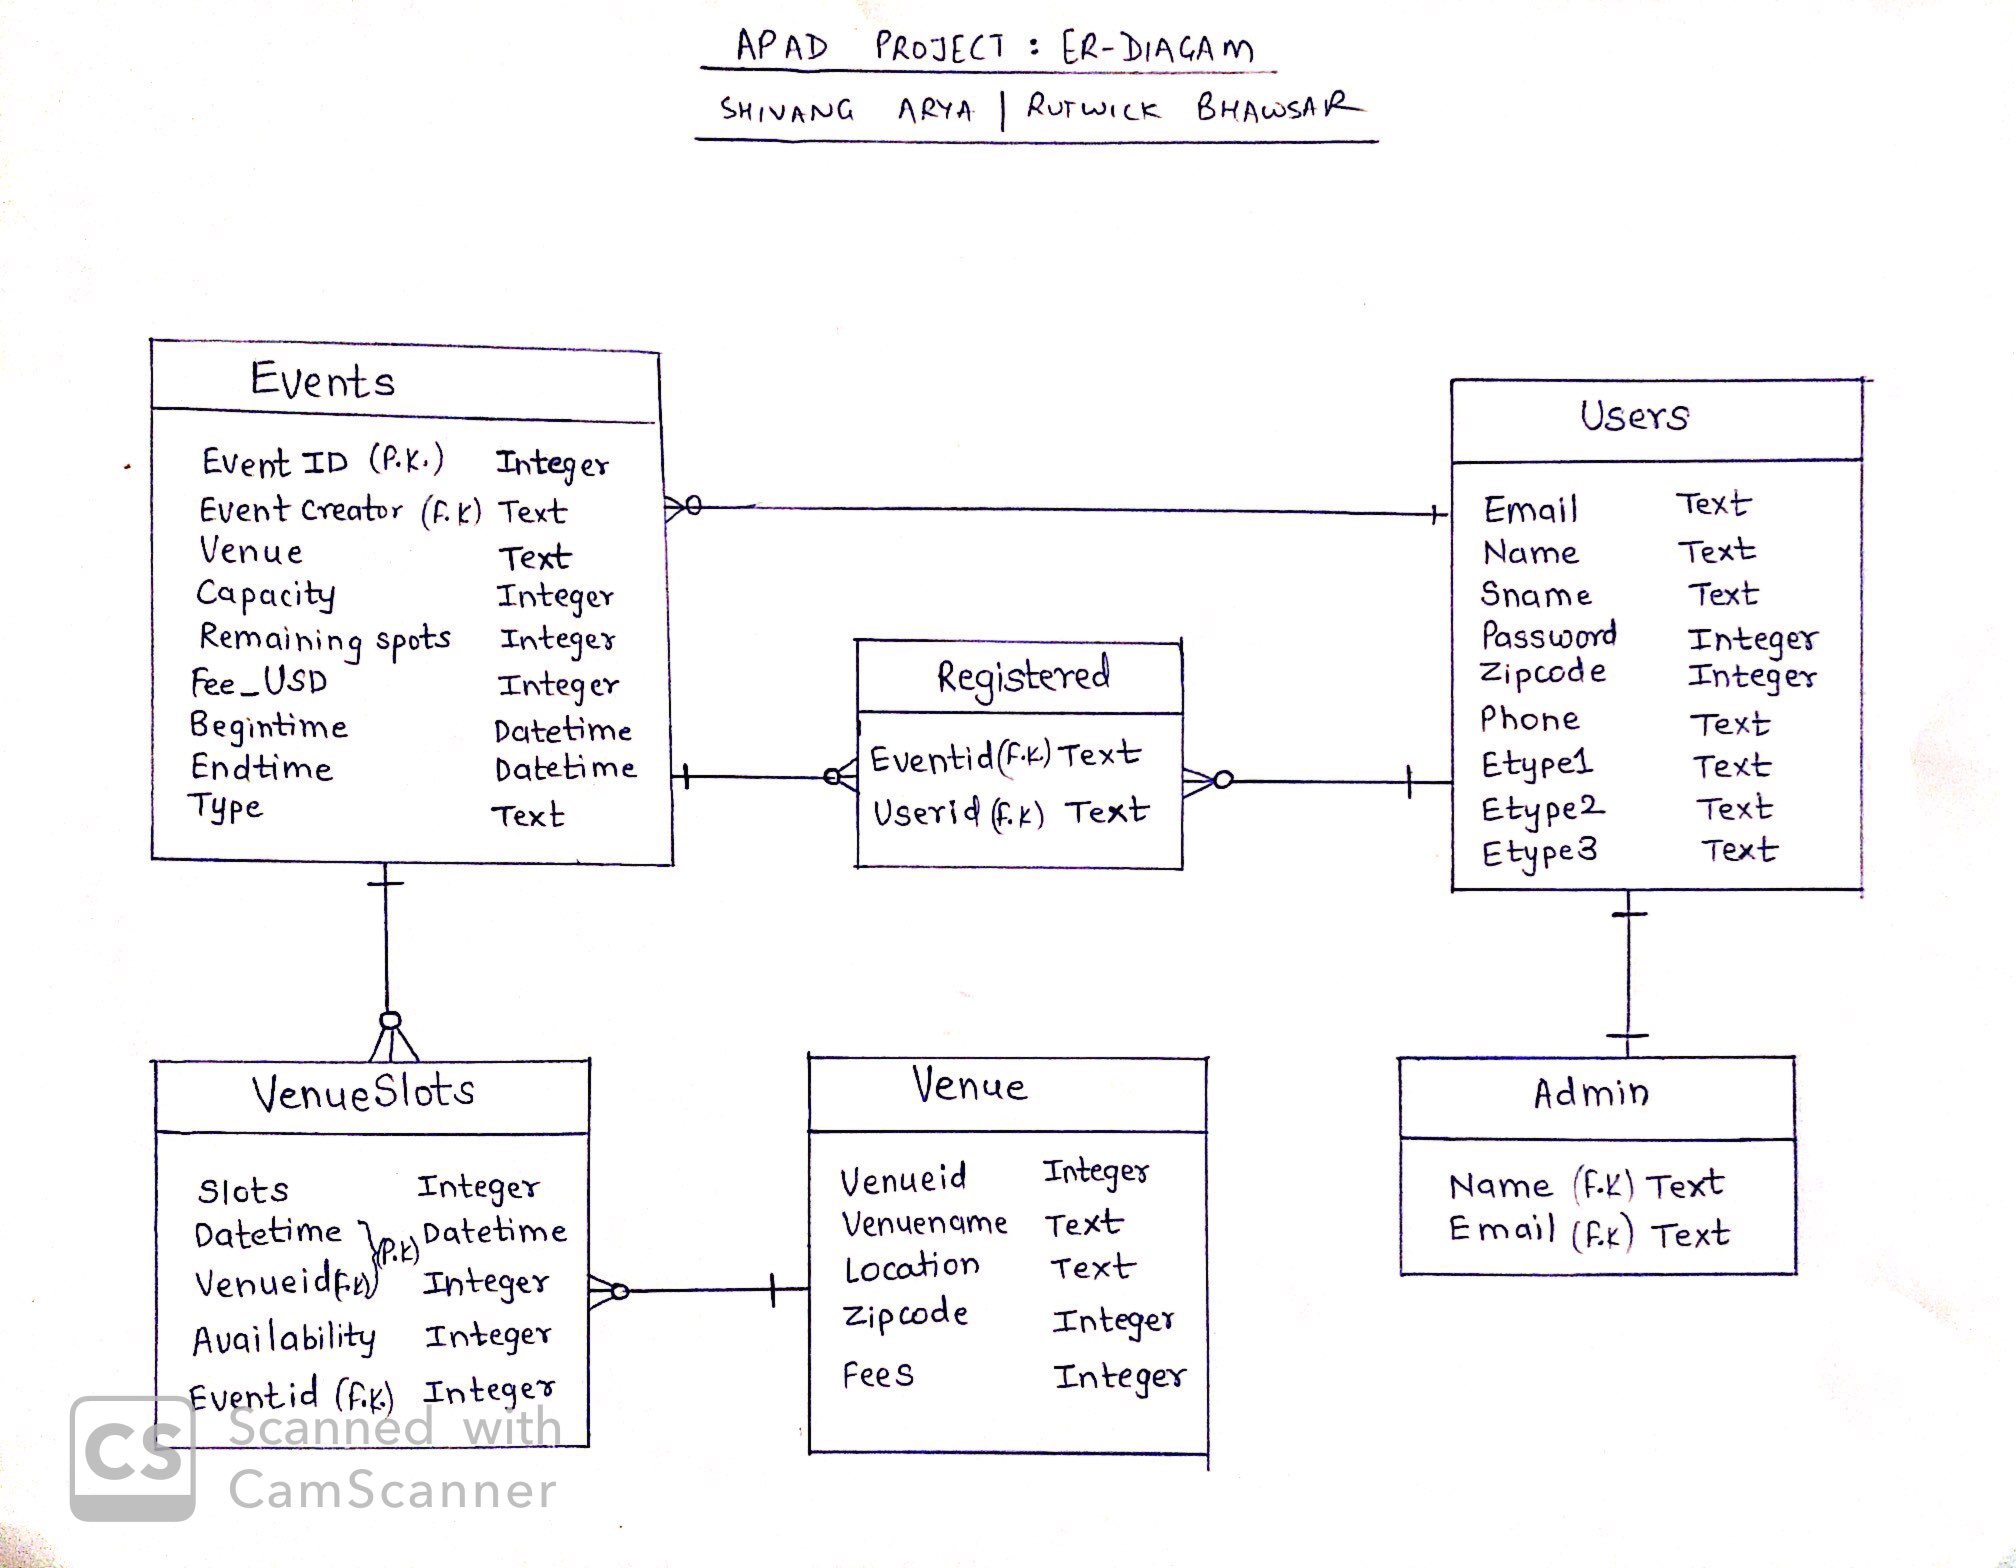 APAD PROJECT : ER-DIAGAM
SHIVANG ARYA | RUTWICK BHAWSAR
Events
Event ID (P.K.) Integer
Event Creator (F.K) Text
Venue Text
Capacity Integer
Remaining spots Integer
Fee_USD Integer
Begintime Datetime
Endtime Datetime
Type Text
Users
Email Text
Name Text
Sname Text
Password Integer
Zipcode Integer
Phone Text
Etype1 Text
Etype2 Text
Etype3 Text
Registered
Eventid (F.K) Text
Userid (F.K) Text
VenueSlots
Slots Integer
Datetime } (P.K) Datetime
Venueid (F.K) Integer
Availability Integer
Eventid (F.K.) Integer
Venue
Venueid Integer
Venuename Text
Location Text
Zipcode Integer
Fees Integer
Admin
Name (F.K) Text
Email (F.K) Text
CS
Scanned with
CamScanner